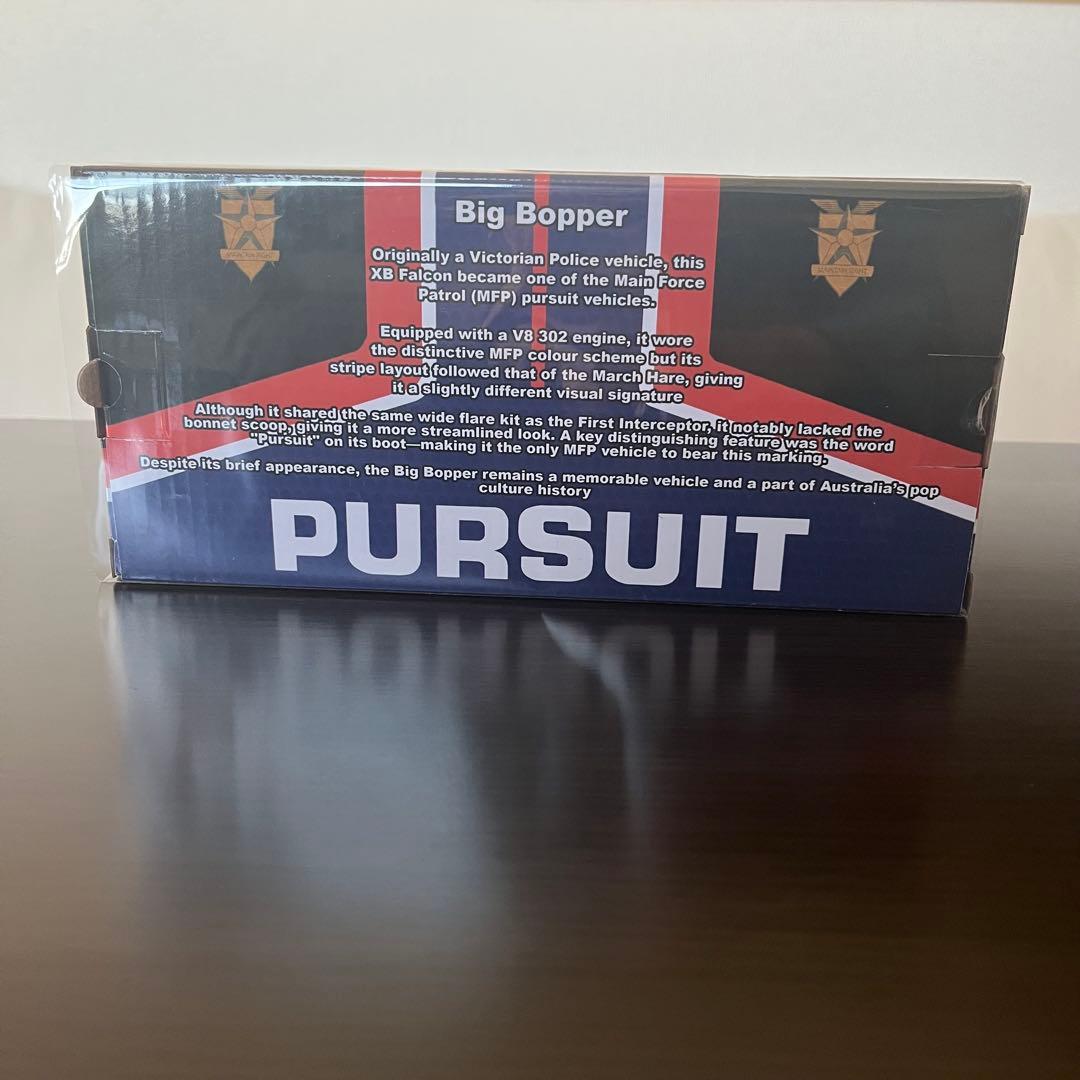 Big Bopper
Originally a Victorian Police vehicle, this
XB Falcon became one of the Main Force
Patrol (MFP) pursuit vehicles.
Equipped with a V8 302 engine, it wore
the distinctive MFP colour scheme but its
stripe layout followed that of the March Hare, giving
it a slightly different visual signature
Although it shared the same wide flare kit as the First Interceptor, it notably lacked the
bonnet scoop, giving it a more streamlined look. A key distinguishing feature was the word
"Pursuit" on its boot—making it the only MFP vehicle to bear this marking.
Despite its brief appearance, the Big Bopper remains a memorable vehicle and a part of Australia's pop
culture history
PURSUIT